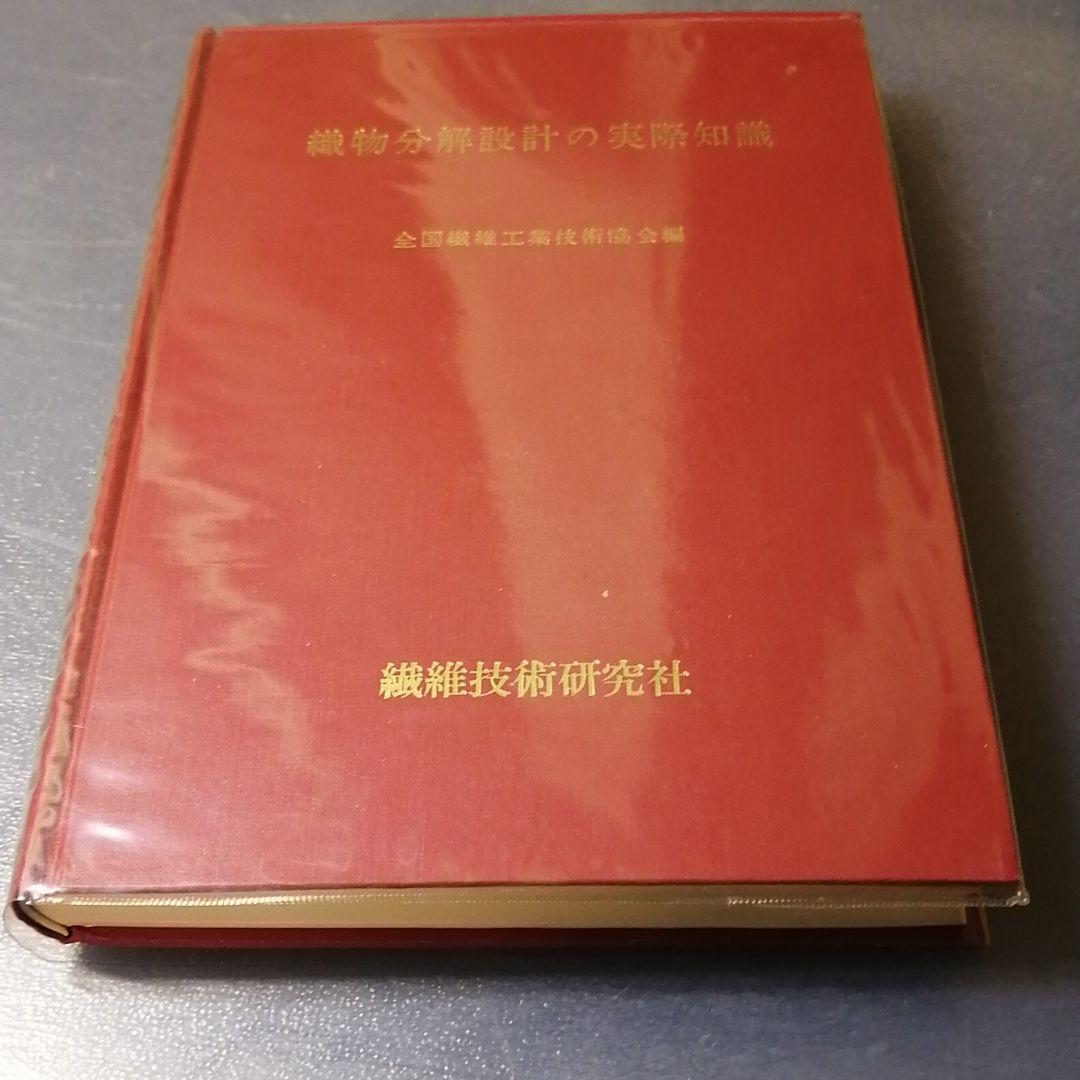 織物分解設計の実際知識
全国繊維工業技術協会編
繊維技術研究社